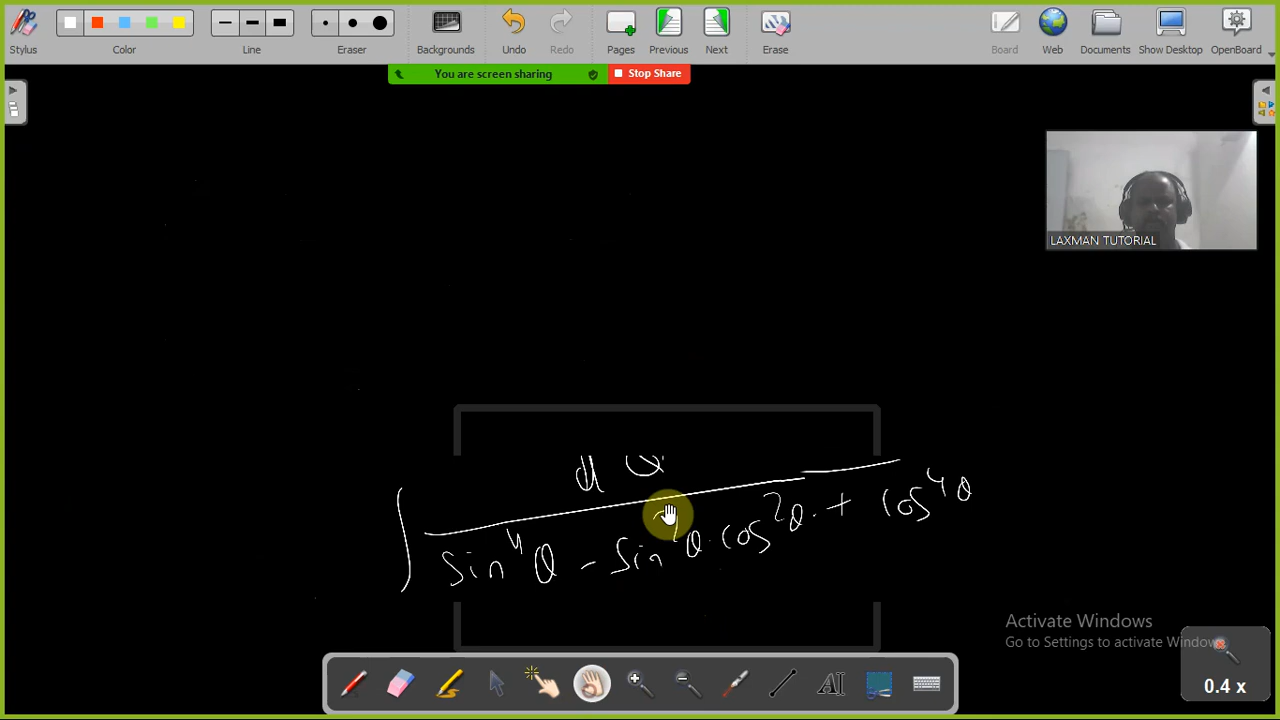 Stylus Color Line Eraser Backgrounds Undo Redo Pages Previous Next Erase Board Web Documents Show Desktop OpenBoard
You are screen sharing Stop Share
LAXMAN TUTORIAL
∫ dθ / (sin⁴θ - sin²θ · cos²θ + cos⁴θ)
Activate Windows
Go to Settings to activate Windows
AI
0.4 x